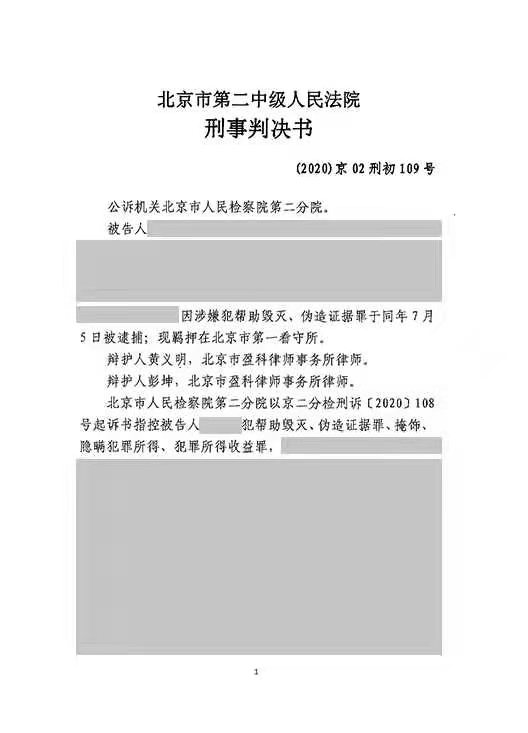 北京市第二中级人民法院
刑事判决书
(2020)京 02 刑初 109 号
公诉机关北京市人民检察院第二分院。
被告人
因涉嫌犯帮助毁灭、伪造证据罪于同年 7 月
5 日被逮捕；现羁押在北京市第一看守所。
辩护人黄义明，北京市盈科律师事务所律师。
辩护人彭坤，北京市盈科律师事务所律师。
北京市人民检察院第二分院以京二分检刑诉〔2020〕108
号起诉书指控被告人 犯帮助毁灭、伪造证据罪、掩饰、
隐瞒犯罪所得、犯罪所得收益罪，
1